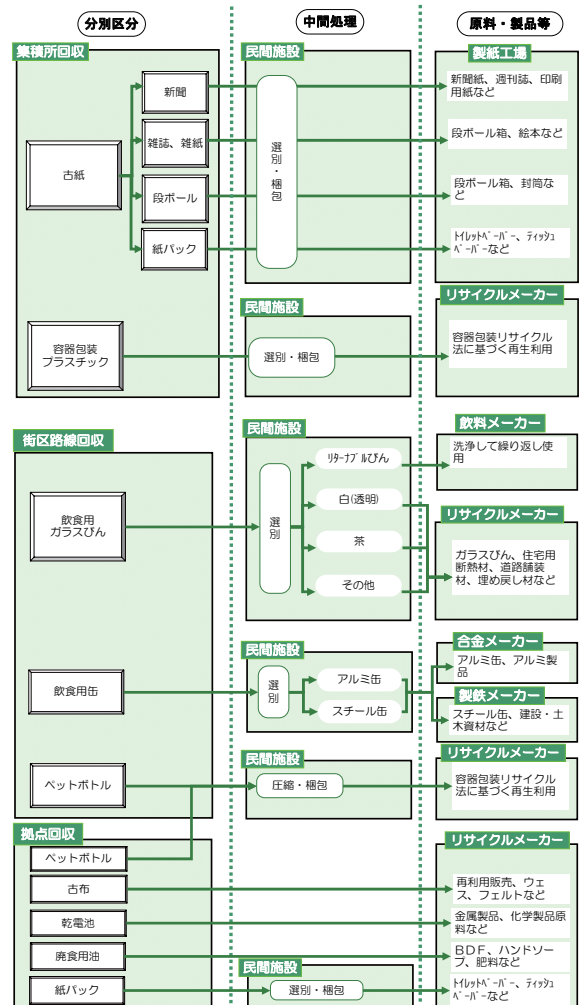 分別区分
中間処理
原料・製品等
集積所回収
民間施設
製紙工場
古紙
新聞
雑誌、雑紙
段ボール
紙パック
選別・梱包
新聞紙、週刊誌、印刷
用紙など
段ボール箱、絵本など
段ボール箱、封筒な
ど
ﾄｲﾚｯﾄﾍﾟｰﾊﾟｰ、ﾃｨｯｼｭ
ﾍﾟｰﾊﾟｰなど
容器包装
プラスチック
民間施設
選別・梱包
リサイクルメーカー
容器包装リサイクル
法に基づく再生利用
街区路線回収
飲食用
ガラスびん
民間施設
選別
ﾘﾀｰﾅﾌﾞﾙびん
白(透明)
茶
その他
飲料メーカー
洗浄して繰り返し使
用
リサイクルメーカー
ガラスびん、住宅用
断熱材、道路舗装
材、埋め戻し材など
飲食用缶
民間施設
選別
アルミ缶
スチール缶
合金メーカー
アルミ缶、アルミ製
品
製鉄メーカー
スチール缶、建設・土
木資材など
ペットボトル
民間施設
圧縮・梱包
リサイクルメーカー
容器包装リサイクル
法に基づく再生利用
拠点回収
ペットボトル
古布
乾電池
廃食用油
紙パック
民間施設
選別・梱包
リサイクルメーカー
再利用販売、ウェ
ス、フェルトなど
金属製品、化学製品原
料など
ＢＤＦ、ハンドソー
プ、肥料など
ﾄｲﾚｯﾄﾍﾟｰﾊﾟｰ、ﾃｨｯｼｭ
ﾍﾟｰﾊﾟｰなど